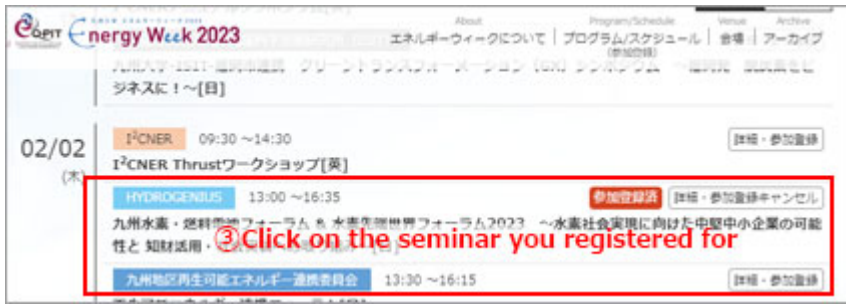 COPIT Energy Week 2023
About
エネルギーウィークについて
Program/Schedule
プログラム/スケジュール
(参加登録)
Venue
会場
Archive
アーカイブ
ジネスに!~[日]
02/02
(木)
I²CNER 09:30 ~14:30 詳細・参加登録
I²CNER Thrustワークショップ[英]
HYDROGENIUS 13:00 ~16:35 参加登録済 詳細・参加登録キャンセル
九州水素・燃料電池フォーラム & 水素先端世界フォーラム2023 ~水素社会実現に向けた中堅中小企業の可能
性と 知財活用・
③Click on the seminar you registered for
九州地区再生可能エネルギー連携委員会 13:30 ~16:15 詳細・参加登録